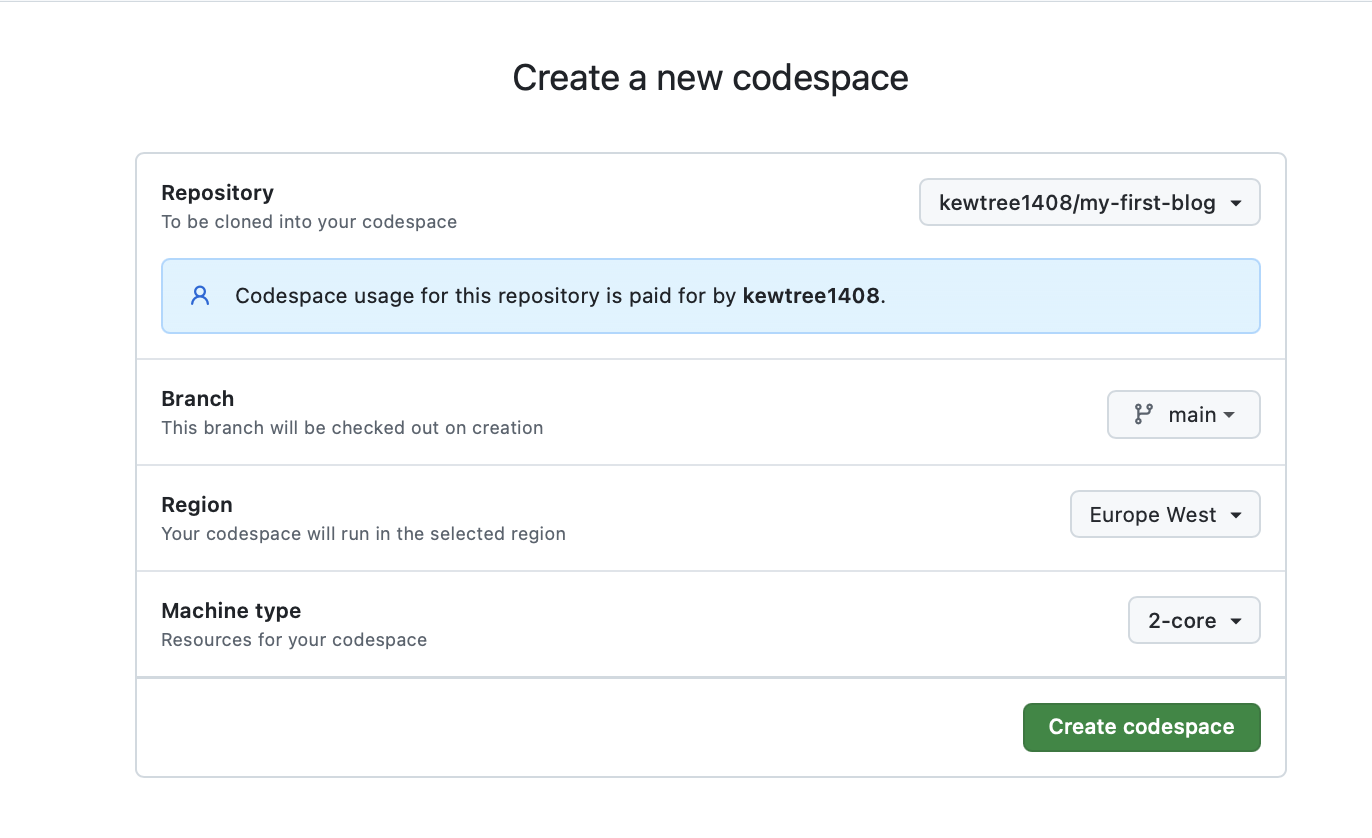 Create a new codespace
Repository
To be cloned into your codespace
kewtree1408/my-first-blog
Codespace usage for this repository is paid for by kewtree1408.
Branch
This branch will be checked out on creation
main
Region
Your codespace will run in the selected region
Europe West
Machine type
Resources for your codespace
2-core
Create codespace